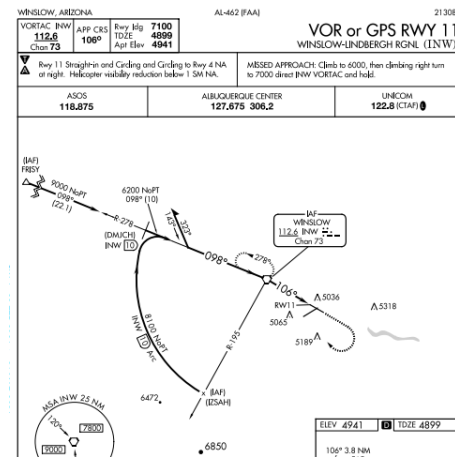 WINSLOW, ARIZONA
AL-462 (FAA)
21308
VORTAC INW
112.6
Chan 73
APP CRS
106°
Rwy ldg 7100
TDZE 4899
Apt Elev 4941
VOR or GPS RWY 11
WINSLOW-LINDBERGH RGNL (INW)
Rwy 11 Straight-in and Circling and Circling to Rwy 4 NA
at night. Helicopter visibility reduction below 1 SM NA.
MISSED APPROACH: Climb to 6000, then climbing right turn
to 7000 direct INW VORTAC and hold.
ASOS
118.875
ALBUQUERQUE CENTER
127.675 306.2
UNICOM
122.8 (CTAF) L
(IAF)
FRISY
9000 NoPT
098°
(22.1)
6200 NoPT
098° (10)
R-278
(DMJCH)
INW 10
143°
323°
IAF
WINSLOW
112.6 INW
Chan 73
098°
278°
106°
RW11
5036
5065
5318
5189
8100 NoPT
INW 10 Arc
R-195
(IAF)
(IZSAH)
6472
6850
MSA INW 25 NM
120°
7800
9000
ELEV 4941
D
TDZE 4899
106° 3.8 NM